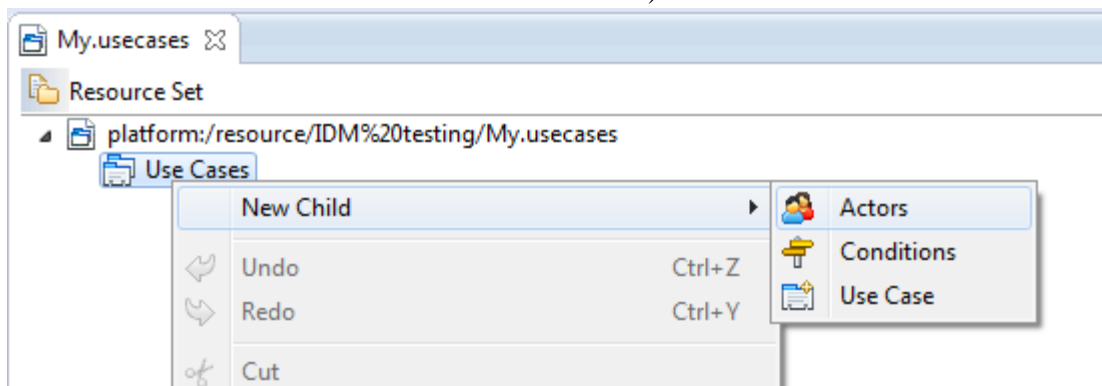 My.usecases
Resource Set
platform:/resource/IDM%20testing/My.usecases
Use Cases
New Child Actors
Conditions
Undo Ctrl+Z
Use Case
Redo Ctrl+Y
Cut